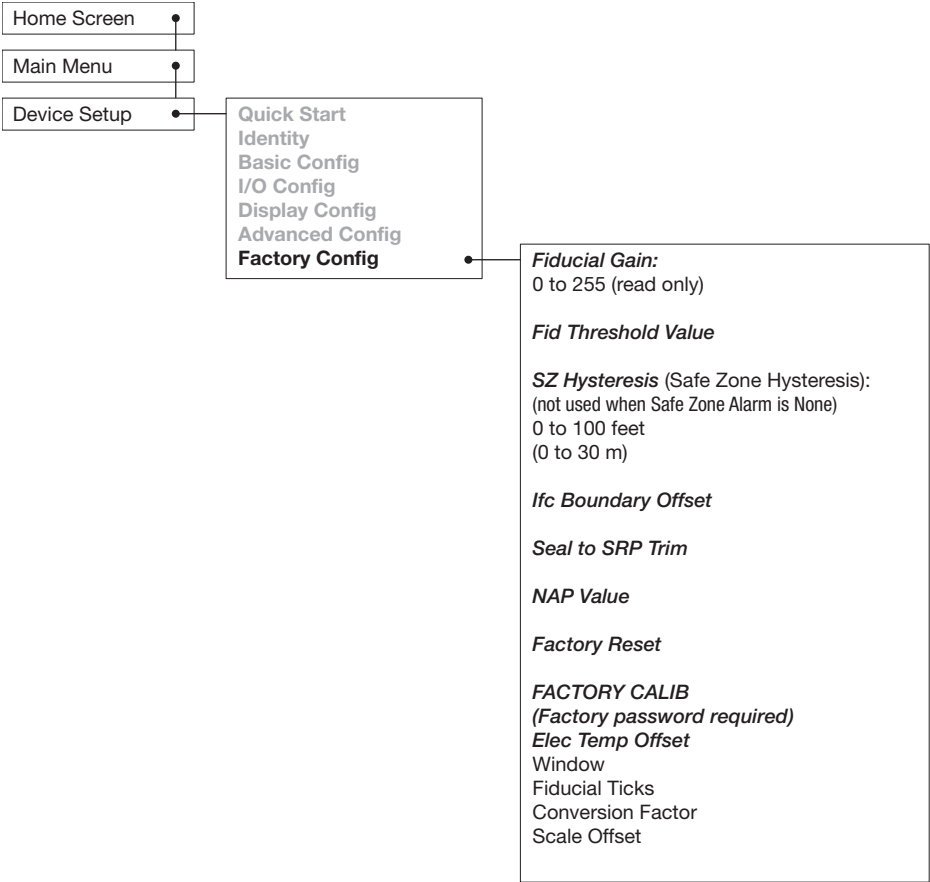 Home Screen
Main Menu
Device Setup
Quick Start
Identity
Basic Config
I/O Config
Display Config
Advanced Config
Factory Config
Fiducial Gain:
0 to 255 (read only)
Fid Threshold Value
SZ Hysteresis (Safe Zone Hysteresis):
(not used when Safe Zone Alarm is None)
0 to 100 feet
(0 to 30 m)
Ifc Boundary Offset
Seal to SRP Trim
NAP Value
Factory Reset
FACTORY CALIB
(Factory password required)
Elec Temp Offset
Window
Fiducial Ticks
Conversion Factor
Scale Offset